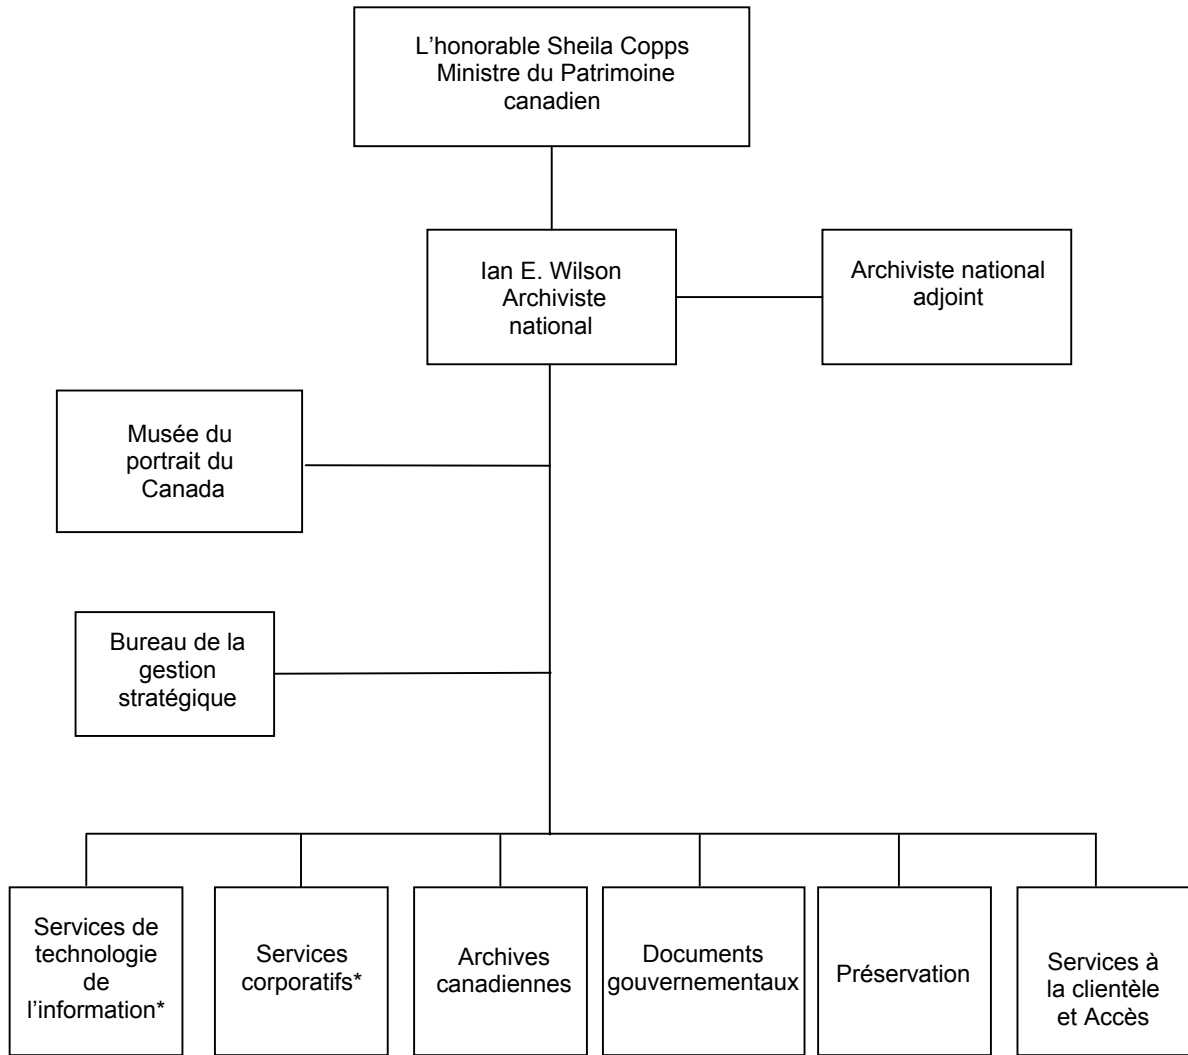 L’honorable Sheila Copps
Ministre du Patrimoine
canadien
Ian E. Wilson
Archiviste
national
Archiviste national
adjoint
Musée du
portrait du
Canada
Bureau de la
gestion
stratégique
Services de
technologie
de
l’information*
Services
corporatifs*
Archives
canadiennes
Documents
gouvernementaux
Préservation
Services à
la clientèle
et Accès